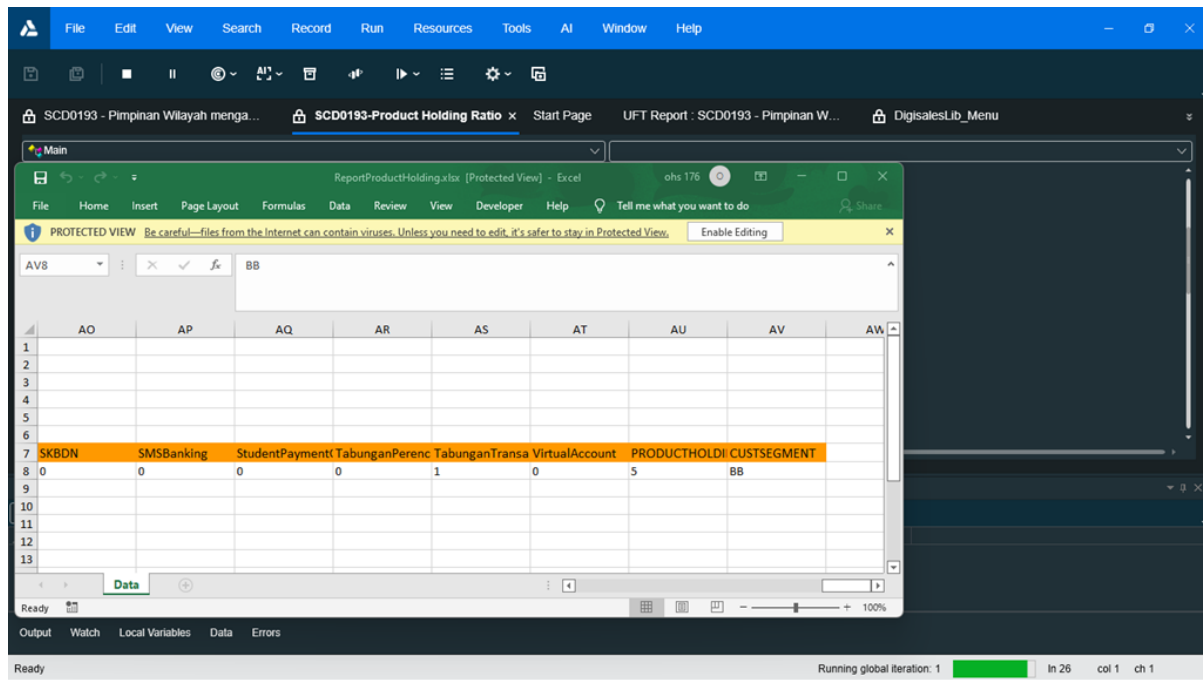 File Edit View Search Record Run Resources Tools AI Window Help
SCD0193 - Pimpinan Wilayah menga... SCD0193-Product Holding Ratio × Start Page UFT Report : SCD0193 - Pimpinan W... DigisalesLib_Menu
Main
ReportProductHolding.xlsx [Protected View] - Excel ohs 176
File Home Insert Page Layout Formulas Data Review View Developer Help Tell me what you want to do Share
PROTECTED VIEW Be careful—files from the Internet can contain viruses. Unless you need to edit, it's safer to stay in Protected View. Enable Editing
AV8 fx BB
AO AP AQ AR AS AT AU AV AW
1
2
3
4
5
6
7 SKBDN SMSBanking StudentPayment( TabunganPerenc TabunganTransa VirtualAccount PRODUCTHOLDI CUSTSEGMENT
8 0 0 0 0 1 0 5 BB
9
10
11
12
13
Data
Ready 100%
Output Watch Local Variables Data Errors
Ready Running global iteration: 1 ln 26 col 1 ch 1